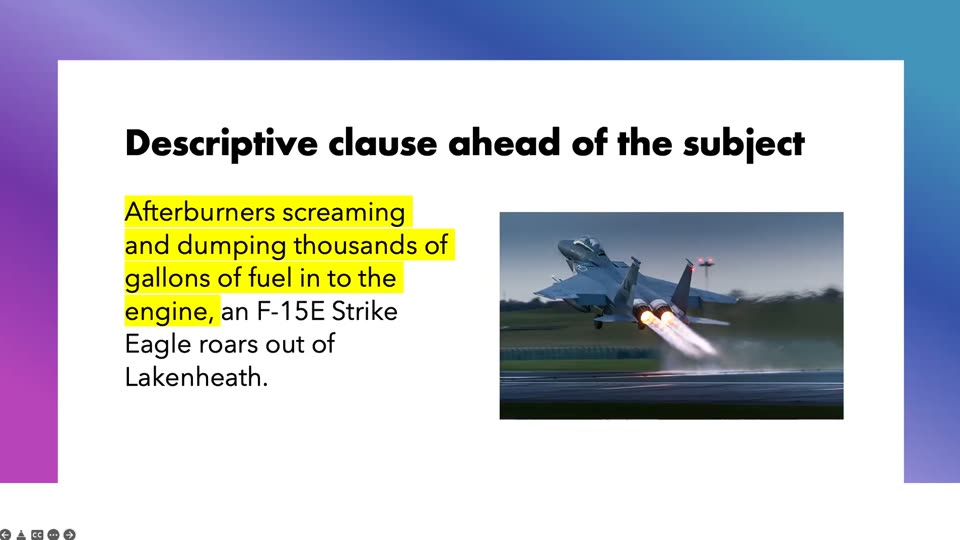 Descriptive clause ahead of the subject
Afterburners screaming
and dumping thousands of
gallons of fuel in to the
engine, an F-15E Strike
Eagle roars out of
Lakenheath.
CC